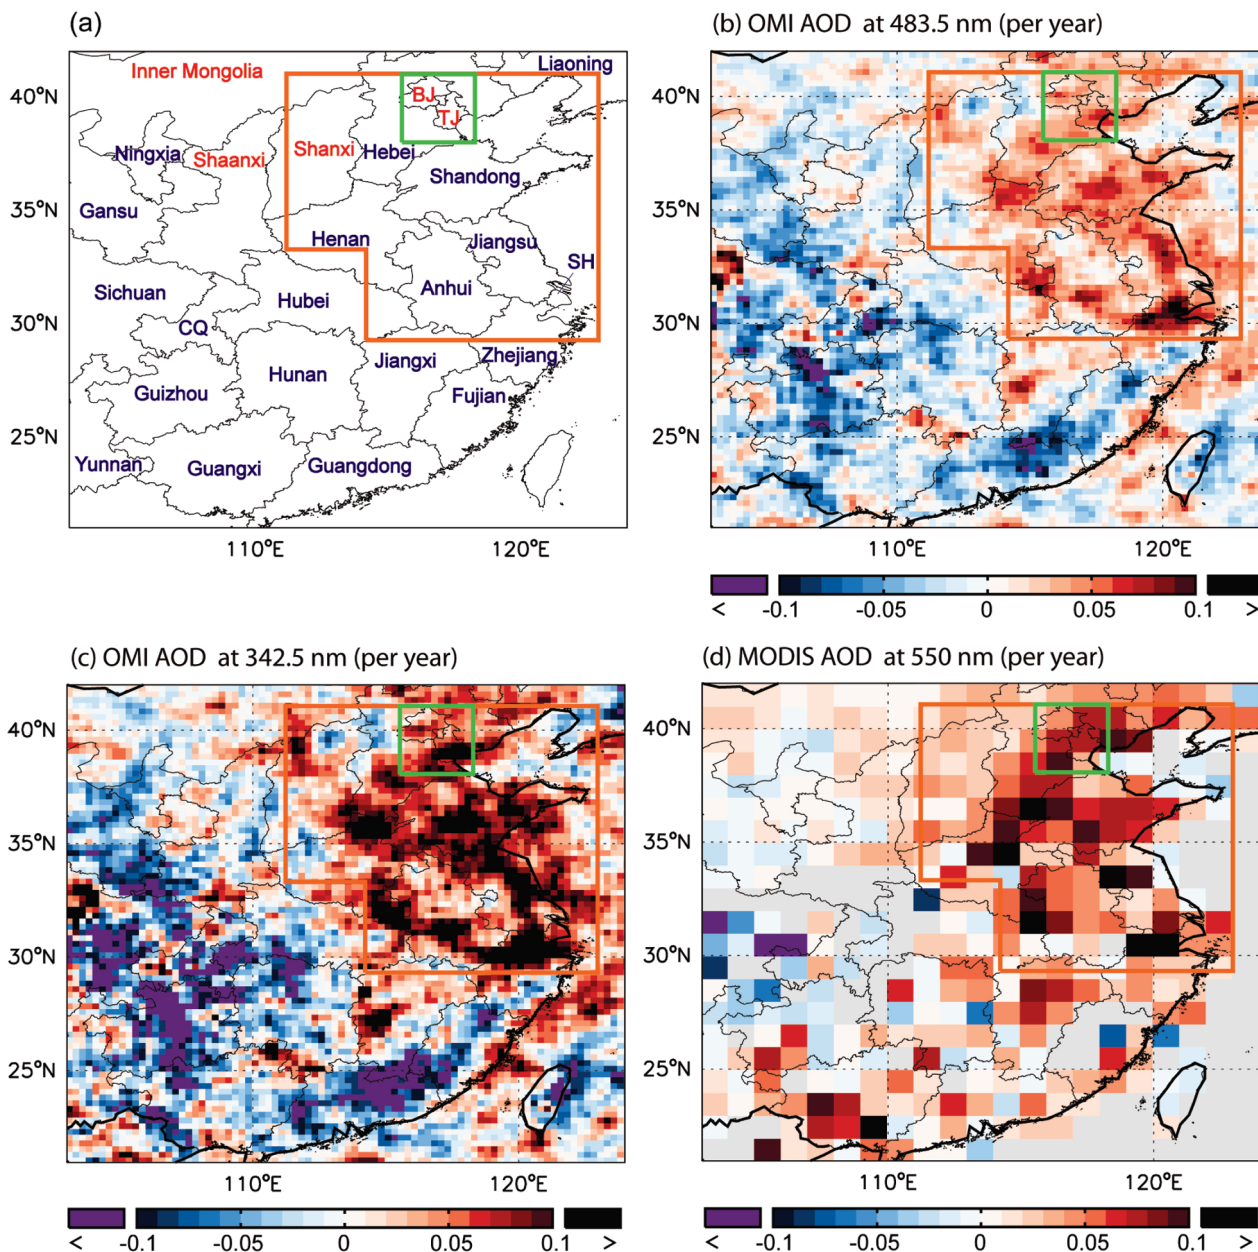 (a)
(b) OMI AOD at 483.5 nm (per year)
Inner Mongolia
Liaoning
40°N
BJ
TJ
Ningxia
Shaanxi
Shanxi
Hebei
Shandong
Gansu
35°N
Henan
Jiangsu
SH
Sichuan
Anhui
Hubei
30°N
CQ
Jiangxi
Zhejiang
Hunan
Guizhou
Fujian
25°N
Yunnan
Guangxi
Guangdong
110°E 120°E
40°N
35°N
30°N
25°N
110°E 120°E
< -0.1 -0.05 0 0.05 0.1 >
(c) OMI AOD at 342.5 nm (per year)
40°N
35°N
30°N
25°N
110°E 120°E
< -0.1 -0.05 0 0.05 0.1 >
(d) MODIS AOD at 550 nm (per year)
40°N
35°N
30°N
25°N
110°E 120°E
< -0.1 -0.05 0 0.05 0.1 >